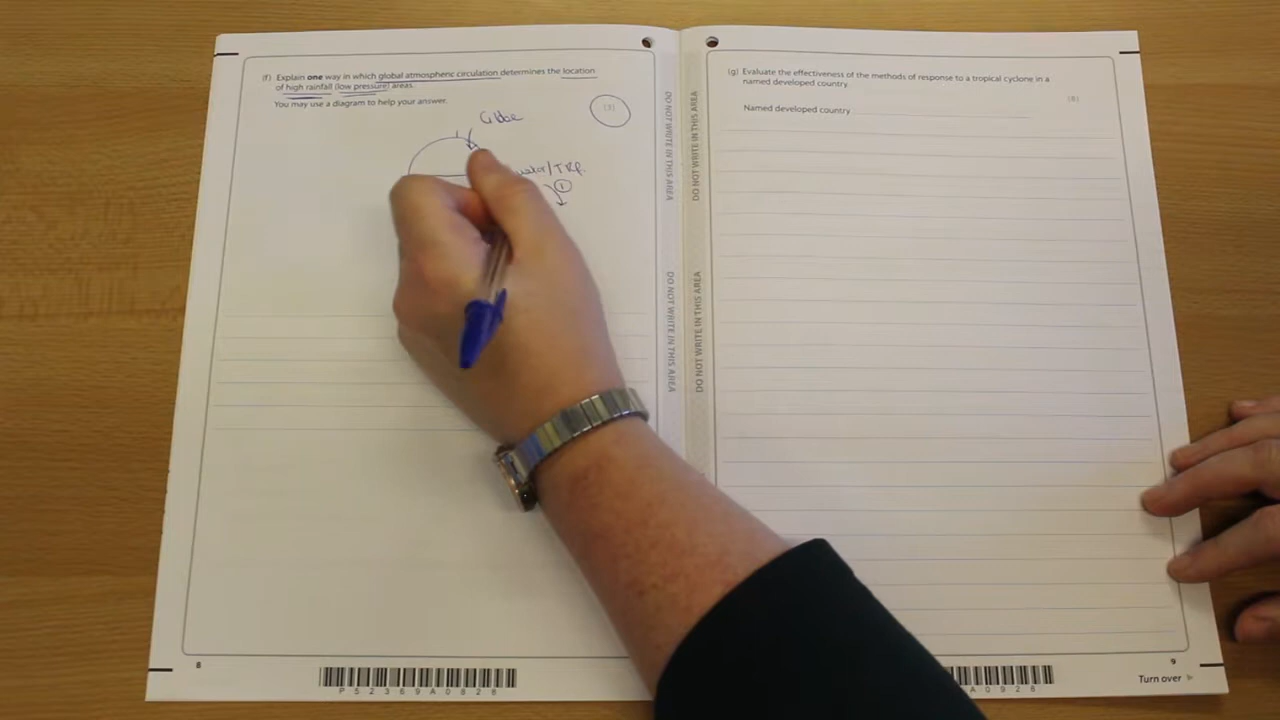 (f) Explain one way in which global atmospheric circulation determines the location
of high rainfall (low pressure) areas.
You may use a diagram to help your answer.
(3)
Globe
1
8
P52369A0828
DO NOT WRITE IN THIS AREA
DO NOT WRITE IN THIS AREA
DO NOT WRITE IN THIS AREA
DO NOT WRITE IN THIS AREA
(g) Evaluate the effectiveness of the methods of response to a tropical cyclone in a
named developed country.
(8)
Named developed country
9
A0928
Turn over